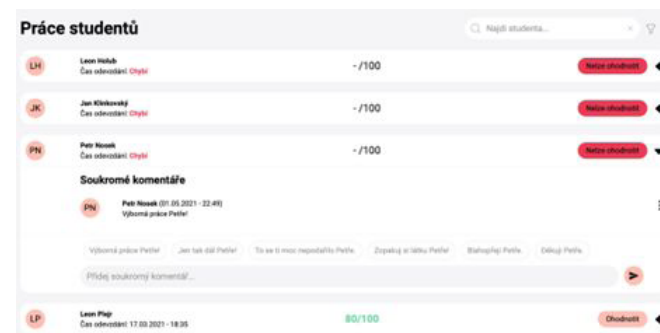 Práce studentů
Najdi studenta...
LH
Leon Holub
Čas odevzdání: Chybí
- /100
Nelze ohodnotit
JK
Jan Klinkovský
Čas odevzdání: Chybí
- /100
Nelze ohodnotit
PN
Petr Nosek
Čas odevzdání: Chybí
- /100
Nelze ohodnotit
Soukromé komentáře
PN
Petr Nosek (01.05.2021 - 22:49)
Výborná práce Petře!
Výborná práce Petře!
Jen tak dál Petře!
To se ti moc nepodařilo Petře.
Zopakuj si látku Petře!
Blahopřeji Petře.
Děkuji Petře.
Přidej soukromý komentář...
LP
Leon Plejr
Čas odevzdání: 17.03.2021 - 18:35
80/100
Ohodnotit